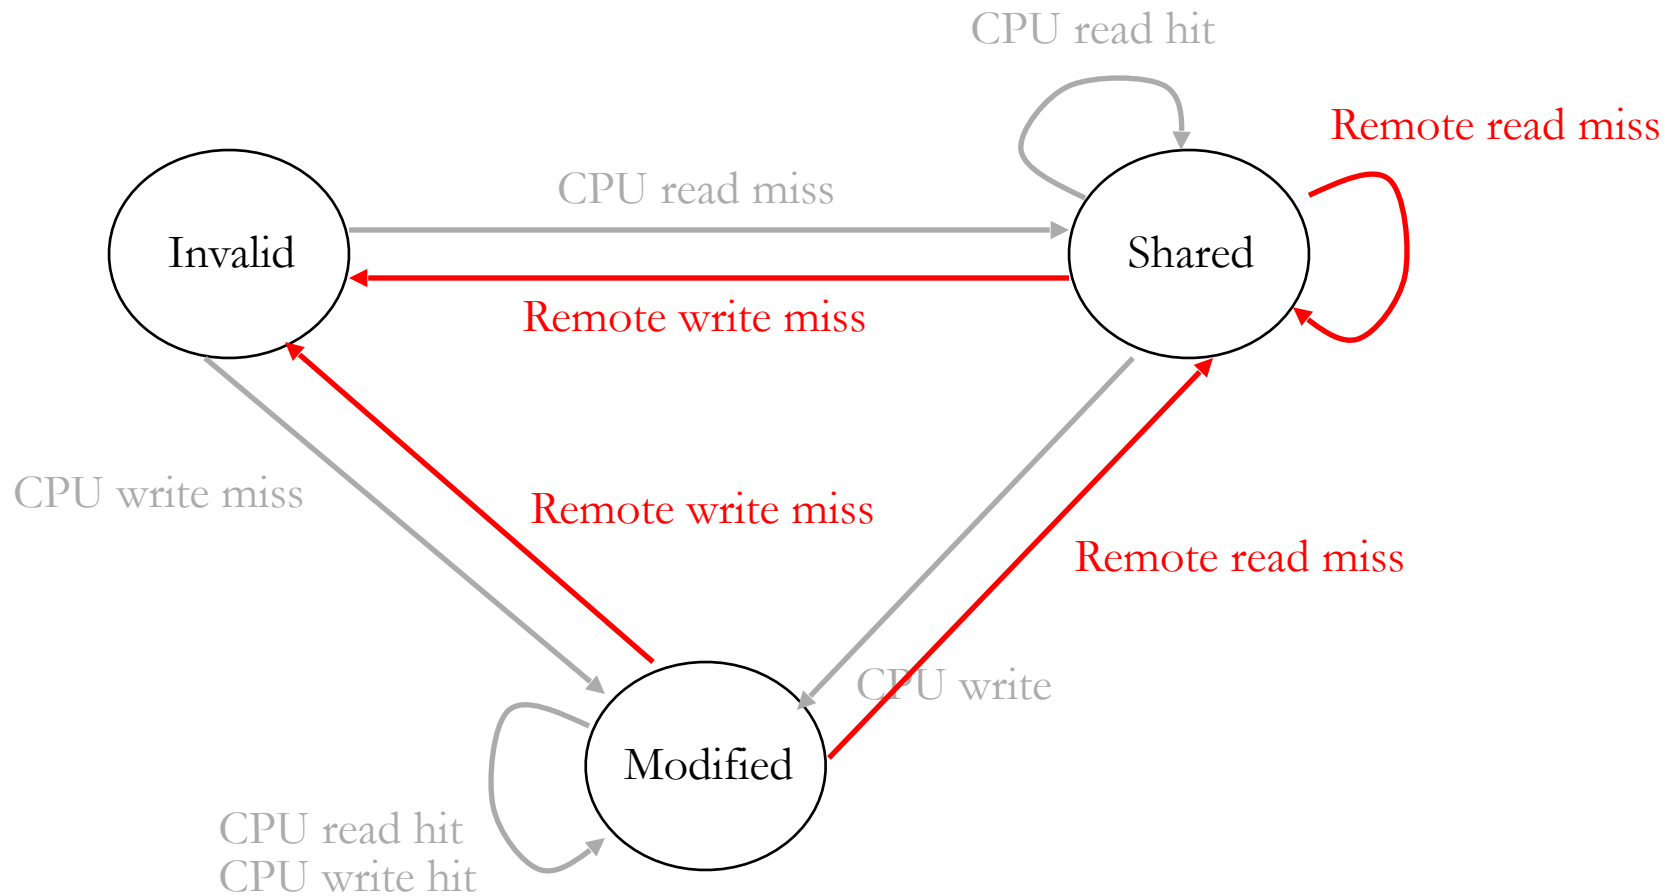 CPU read hit
Remote read miss
CPU read miss
Invalid
Shared
Remote write miss
CPU write miss
Remote write miss
Remote read miss
CPU write
Modified
CPU read hit
CPU write hit